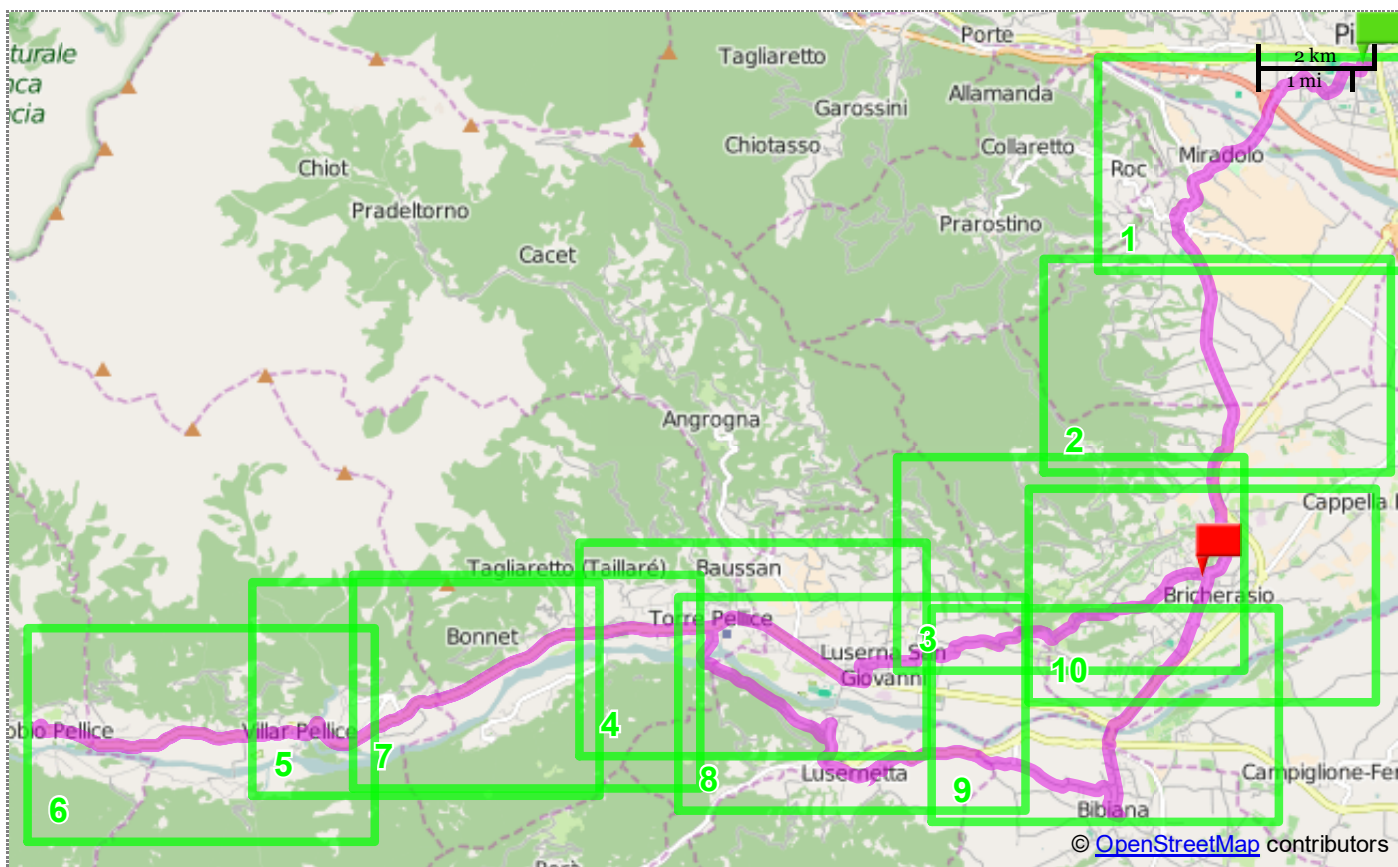 Porte
Pi
2 km
1 mi
turale
nca
cia
Tagliaretto
Garossini
Allamanda
Chiotasso
Collaretto
Miradolo
Chiot
Roc
Pradeltorno
Prarostino
1
Cacet
Angrogna
2
Cappella
Tagliaretto (Taillaré)
Baussan
Bricherasio
Torre Pellice
Bonnet
3
Luserna San
Giovanni
10
obio Pellice
Villar Pellice
4
7
5
8
Lusernetta
Campiglione-Fe
6
9
Bibiana
© OpenStreetMap contributors